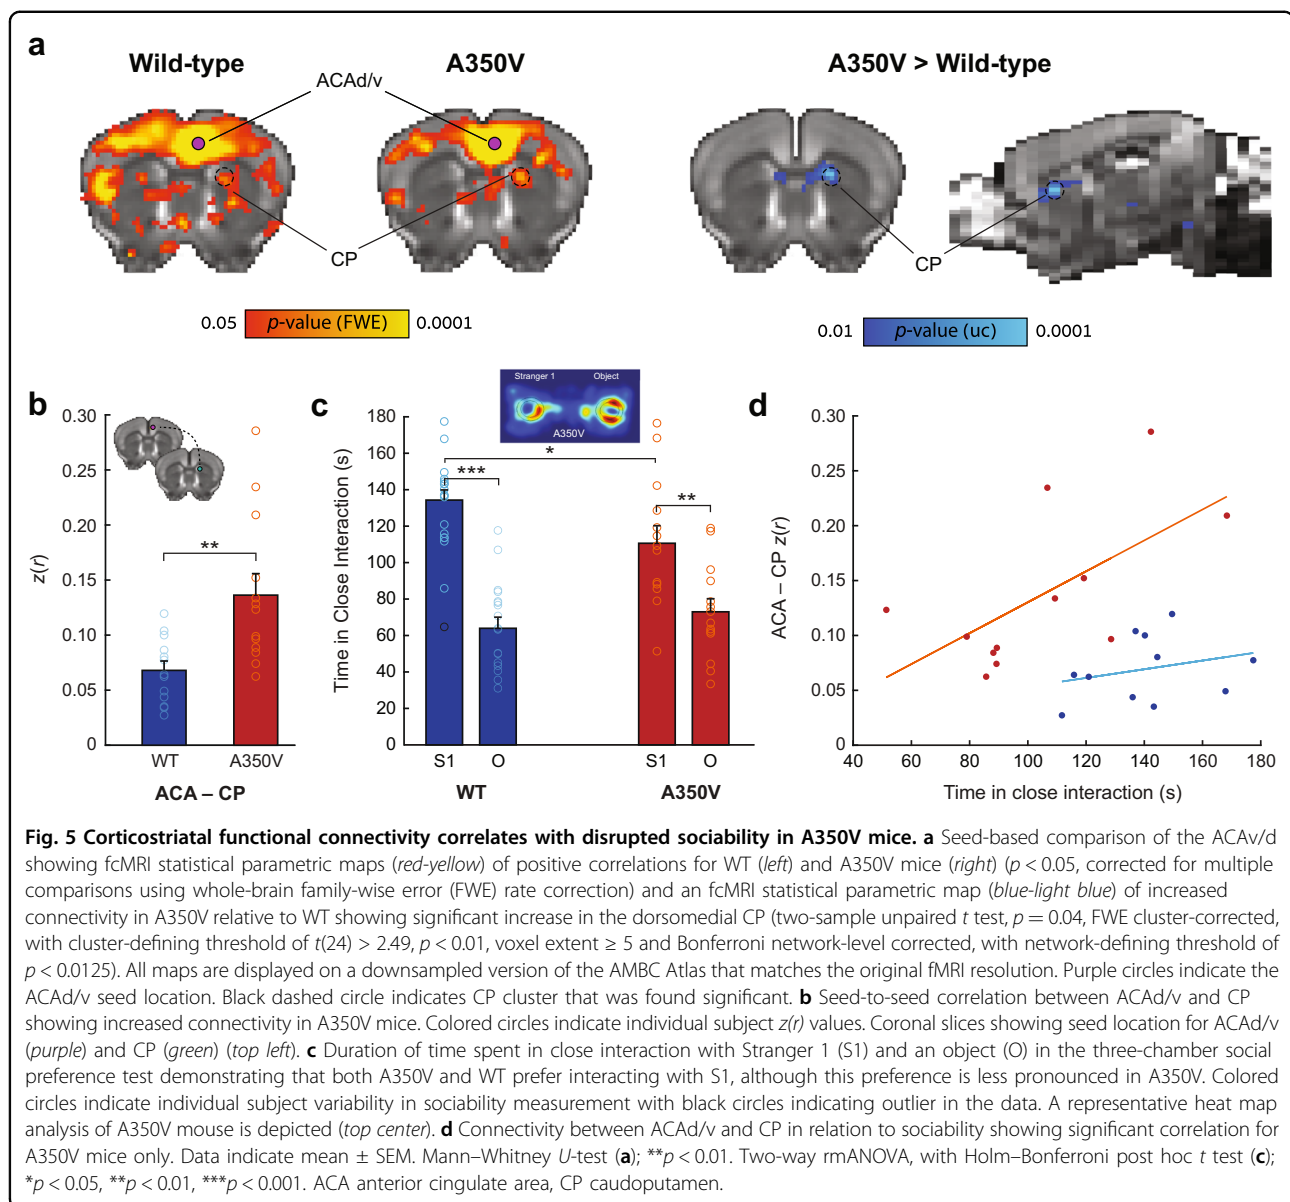 a
Wild-type
A350V
A350V > Wild-type
ACAd/v
CP
CP
0.05
p-value (FWE)
0.0001
0.01
p-value (uc)
0.0001
b
z(r)
0.30
0.25
0.20
0.15
0.10
0.05
0
**
WT
A350V
ACA – CP
c
Time in Close Interaction (s)
180
160
140
120
100
80
60
40
20
0
Stranger 1
Object
A350V
*
***
**
S1
O
S1
O
WT
A350V
d
ACA – CP z(r)
0.30
0.25
0.20
0.15
0.10
0.05
0
40
60
80
100
120
140
160
180
Time in close interaction (s)
Fig. 5 Corticostriatal functional connectivity correlates with disrupted sociability in A350V mice. a Seed-based comparison of the ACAv/d
showing fcMRI statistical parametric maps (red-yellow) of positive correlations for WT (left) and A350V mice (right) (p < 0.05, corrected for multiple
comparisons using whole-brain family-wise error (FWE) rate correction) and an fcMRI statistical parametric map (blue-light blue) of increased
connectivity in A350V relative to WT showing significant increase in the dorsomedial CP (two-sample unpaired t test, p = 0.04, FWE cluster-corrected,
with cluster-defining threshold of t(24) > 2.49, p < 0.01, voxel extent ≥ 5 and Bonferroni network-level corrected, with network-defining threshold of
p < 0.0125). All maps are displayed on a downsampled version of the AMBC Atlas that matches the original fMRI resolution. Purple circles indicate the
ACAd/v seed location. Black dashed circle indicates CP cluster that was found significant. b Seed-to-seed correlation between ACAd/v and CP
showing increased connectivity in A350V mice. Colored circles indicate individual subject z(r) values. Coronal slices showing seed location for ACAd/v
(purple) and CP (green) (top left). c Duration of time spent in close interaction with Stranger 1 (S1) and an object (O) in the three-chamber social
preference test demonstrating that both A350V and WT prefer interacting with S1, although this preference is less pronounced in A350V. Colored
circles indicate individual subject variability in sociability measurement with black circles indicating outlier in the data. A representative heat map
analysis of A350V mouse is depicted (top center). d Connectivity between ACAd/v and CP in relation to sociability showing significant correlation for
A350V mice only. Data indicate mean ± SEM. Mann–Whitney U-test (a); **p < 0.01. Two-way rmANOVA, with Holm–Bonferroni post hoc t test (c);
*p < 0.05, **p < 0.01, ***p < 0.001. ACA anterior cingulate area, CP caudoputamen.